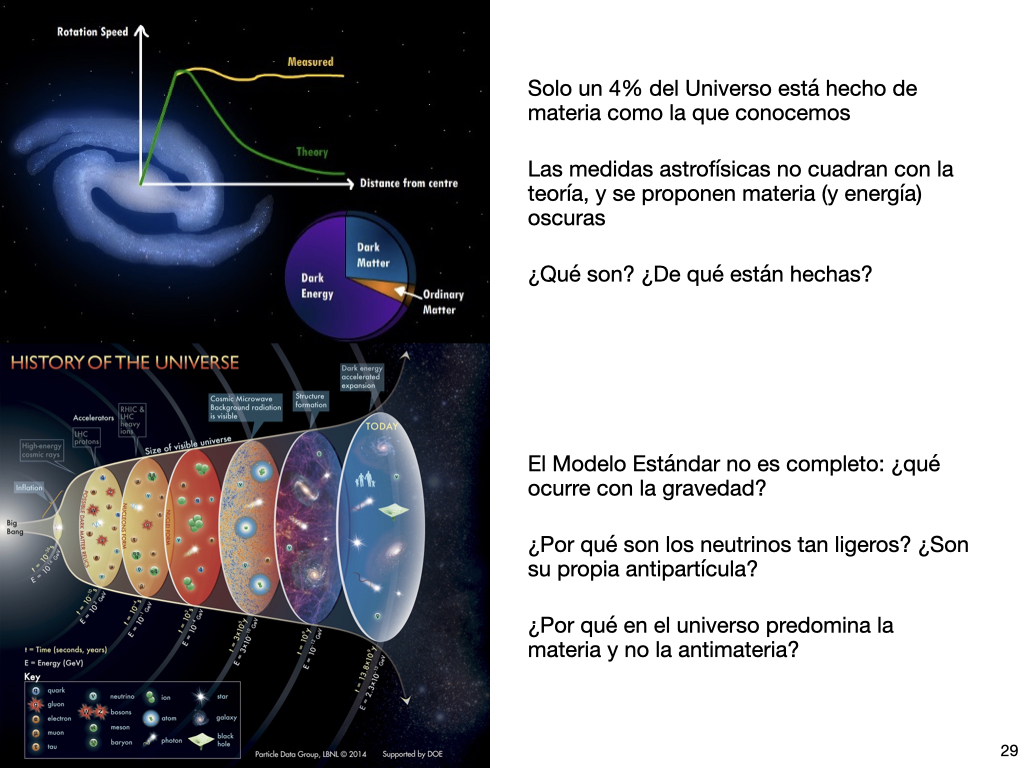 Rotation Speed
Measured
Theory
Distance from centre
Dark
Matter
Dark
Energy
Ordinary
Matter
Solo un 4% del Universo está hecho de
materia como la que conocemos
Las medidas astrofísicas no cuadran con la
teoría, y se proponen materia (y energía)
oscuras
¿Qué son? ¿De qué están hechas?
HISTORY OF THE UNIVERSE
Dark energy
accelerated
expansion
Structure
formation
Cosmic Microwave
Background radiation
is visible
RHIC &
LHC
heavy
ions
Accelerators
LHC
protons
High-energy
cosmic rays
Inflation
Big
Bang
Size of visible universe
TODAY
t = Time (seconds, years)
E = Energy (GeV)
Key
quark
gluon
electron
muon
tau
neutrino
bosons
meson
baryon
ion
atom
photon
star
galaxy
black
hole
Particle Data Group, LBNL © 2014
Supported by DOE
El Modelo Estándar no es completo: ¿qué
ocurre con la gravedad?
¿Por qué son los neutrinos tan ligeros? ¿Son
su propia antipartícula?
¿Por qué en el universo predomina la
materia y no la antimateria?
29